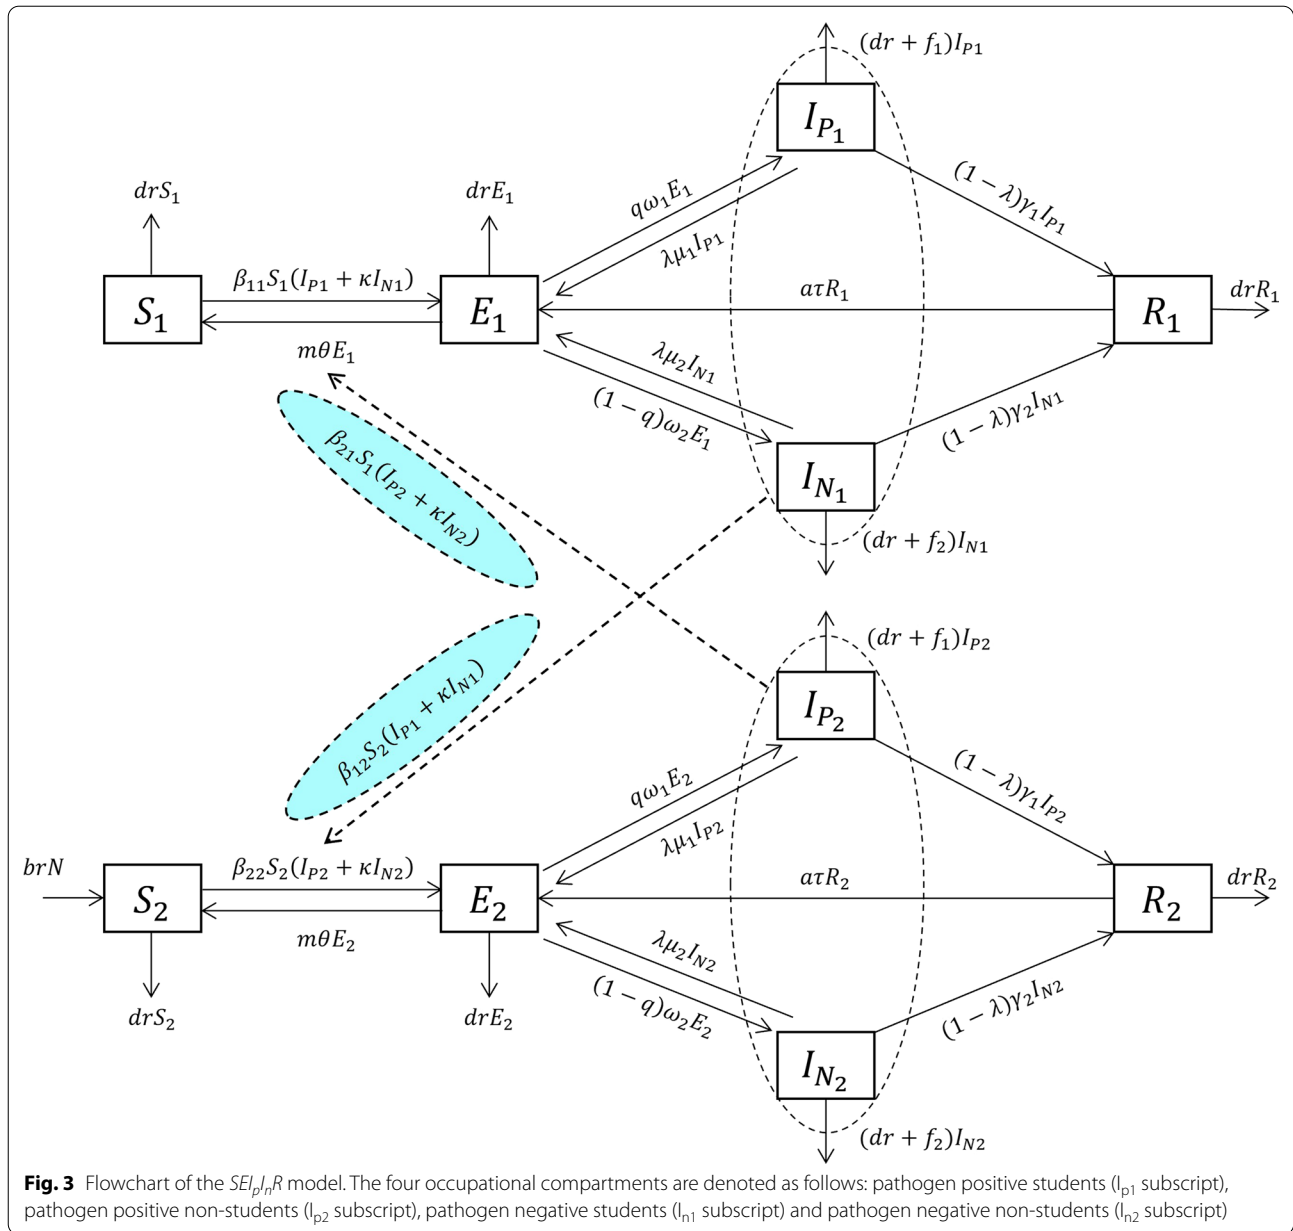 (dr + f₁)I_P1
I_P₁
drS₁
drE₁
qω₁E₁
λμ₁I_P1
(1 − λ)γ₁I_P1
β₁₁S₁(I_P1 + κI_N1)
S₁
E₁
aτR₁
R₁
drR₁
mθE₁
λμ₂I_N1
(1 − q)ω₂E₁
(1 − λ)γ₂I_N1
β₂₁S₁(I_P2 + κI_N2)
I_N₁
(dr + f₂)I_N1
β₁₂S₂(I_P1 + κI_N1)
(dr + f₁)I_P2
I_P₂
qω₁E₂
λμ₁I_P2
(1 − λ)γ₁I_P2
brN
β₂₂S₂(I_P2 + κI_N2)
S₂
E₂
aτR₂
R₂
drR₂
mθE₂
λμ₂I_N2
(1 − q)ω₂E₂
(1 − λ)γ₂I_N2
drS₂
drE₂
I_N₂
(dr + f₂)I_N2
Fig. 3 Flowchart of the SEI_pI_nR model. The four occupational compartments are denoted as follows: pathogen positive students (I_p1 subscript),
pathogen positive non-students (I_p2 subscript), pathogen negative students (I_n1 subscript) and pathogen negative non-students (I_n2 subscript)